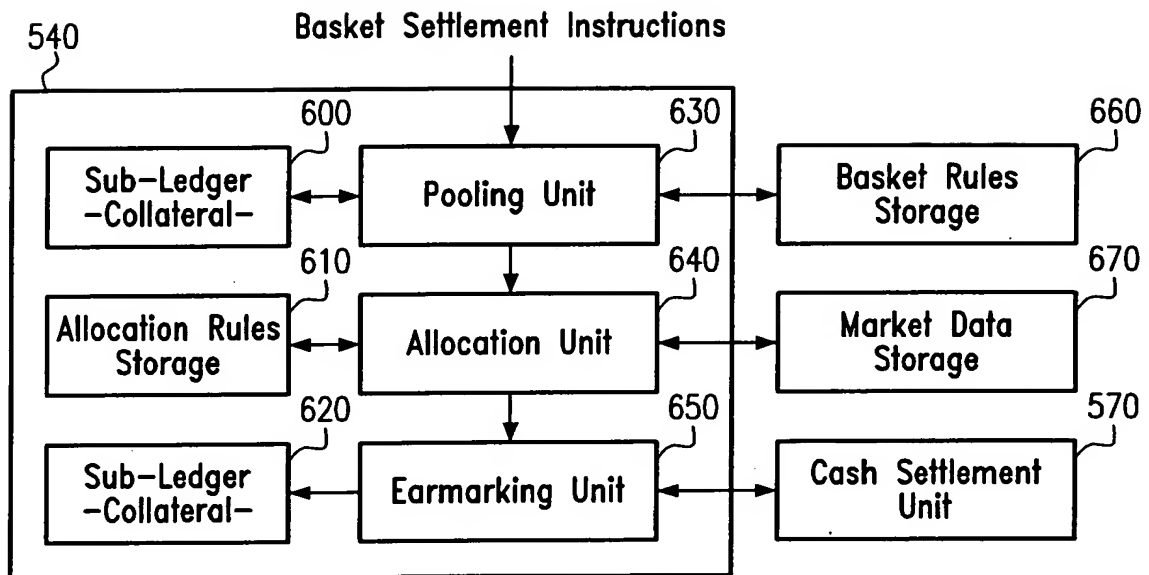 Basket Settlement Instructions
540
600
630
660
Sub-Ledger
-Collateral-
Pooling Unit
Basket Rules
Storage
610
640
670
Allocation Rules
Storage
Allocation Unit
Market Data
Storage
620
650
570
Sub-Ledger
-Collateral-
Earmarking Unit
Cash Settlement
Unit